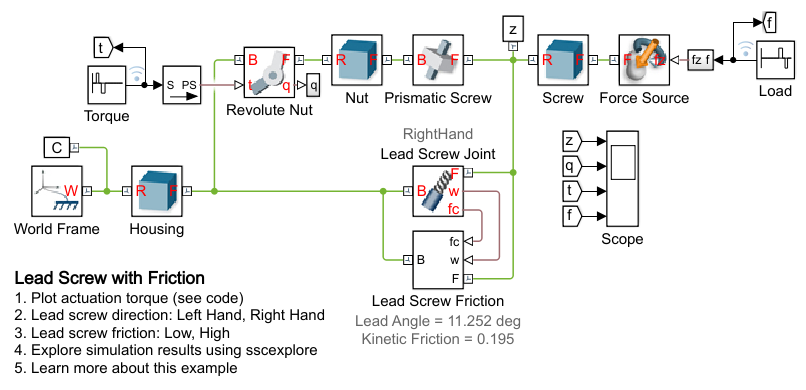 z
f
t
S PS
B F
t q
q
R F
B F
R F
F
fz f
Torque
Revolute Nut
Nut
Prismatic Screw
Screw
Force Source
Load
RightHand
Lead Screw Joint
C
W
R F
B F
w
fc
World Frame
Housing
z
q
t
f
Scope
fc
B w
F
Lead Screw Friction
Lead Angle = 11.252 deg
Kinetic Friction = 0.195
Lead Screw with Friction
1. Plot actuation torque (see code)
2. Lead screw direction: Left Hand, Right Hand
3. Lead screw friction: Low, High
4. Explore simulation results using sscexplore
5. Learn more about this example